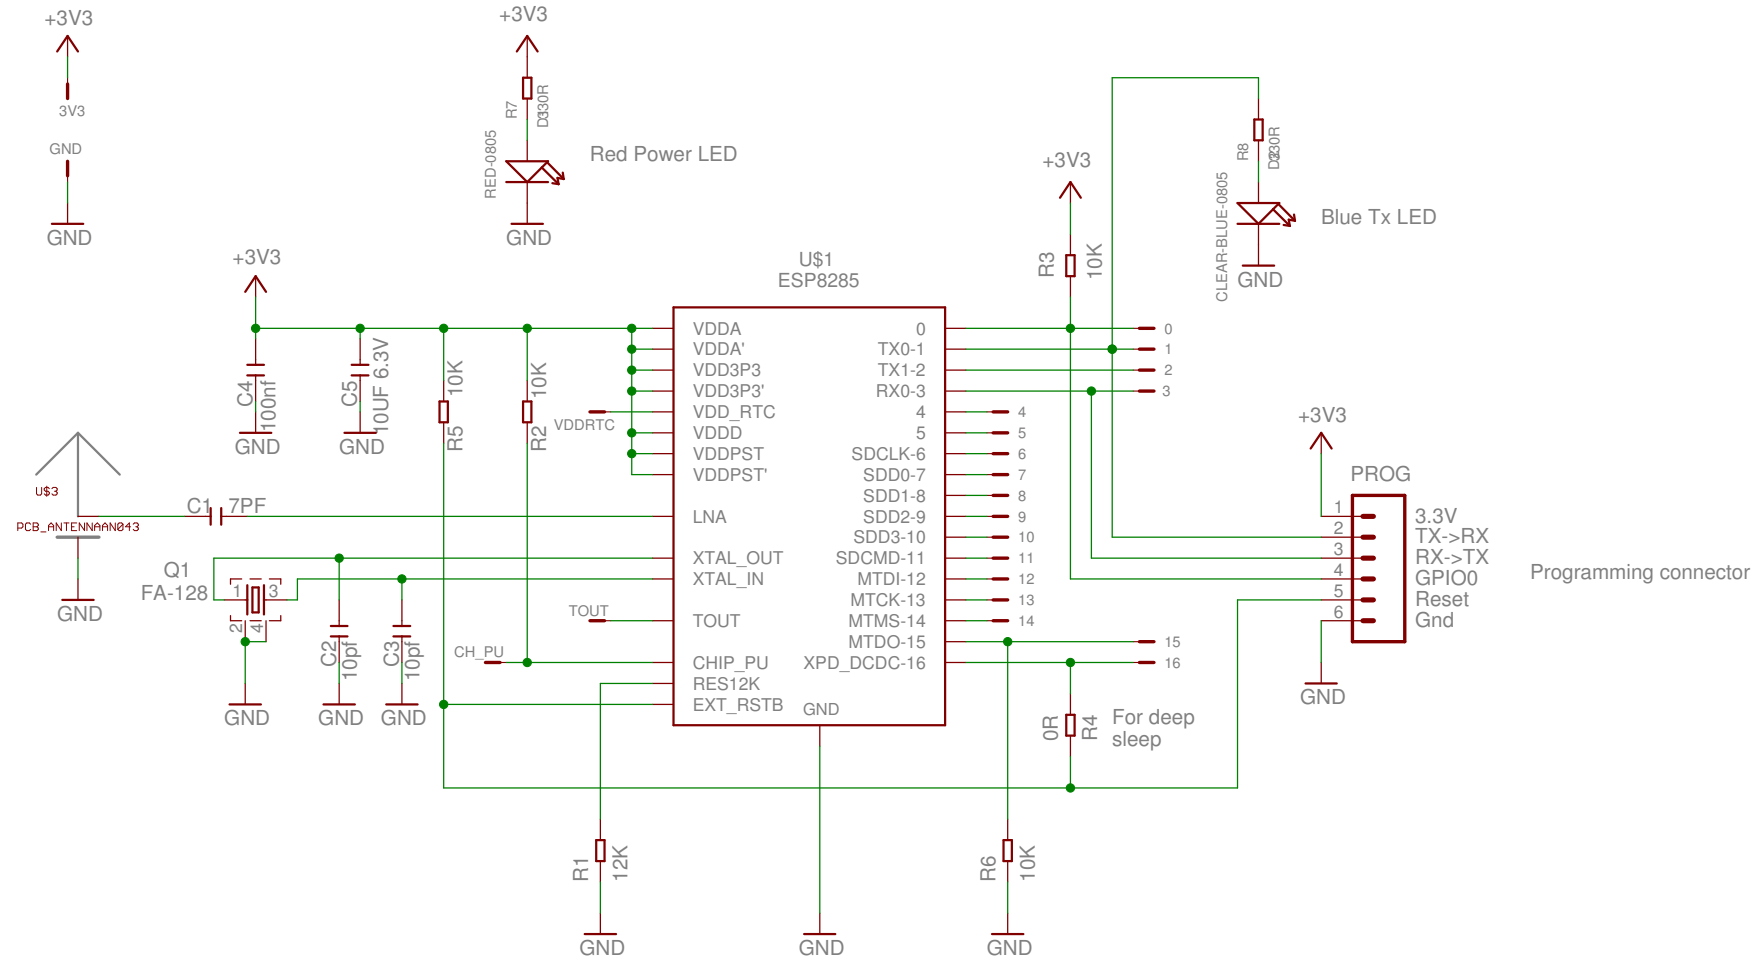 +3V3
3V3
GND
GND
+3V3
R7
330R
RED-0805
Red Power LED
GND
R8
330R
CLEAR-BLUE-0805
Blue Tx LED
GND
+3V3
R3
10K
+3V3
C4
100nf
GND
C5
10UF 6.3V
GND
10K
R5
10K
R2
U$1
ESP8285
VDDA
VDDA'
VDD3P3
VDD3P3'
VDD_RTC
VDDD
VDDPST
VDDPST'
LNA
XTAL_OUT
XTAL_IN
TOUT
CHIP_PU
RES12K
EXT_RSTB
GND
0
TX0-1
TX1-2
RX0-3
4
5
SDCLK-6
SDD0-7
SDD1-8
SDD2-9
SDD3-10
SDCMD-11
MTDI-12
MTCK-13
MTMS-14
MTDO-15
XPD_DCDC-16
0
1
2
3
4
5
6
7
8
9
10
11
12
13
14
15
16
VDDRTC
TOUT
CH_PU
U$3
PCB_ANTENNAAN043
GND
C1
7PF
Q1
FA-128
1
3
2
4
GND
C2
10pf
GND
C3
10pf
GND
R1
12K
GND
GND
R6
10K
GND
0R
R4
For deep
sleep
+3V3
PROG
1
2
3
4
5
6
3.3V
TX->RX
RX->TX
GPIO0
Reset
Gnd
GND
Programming connector